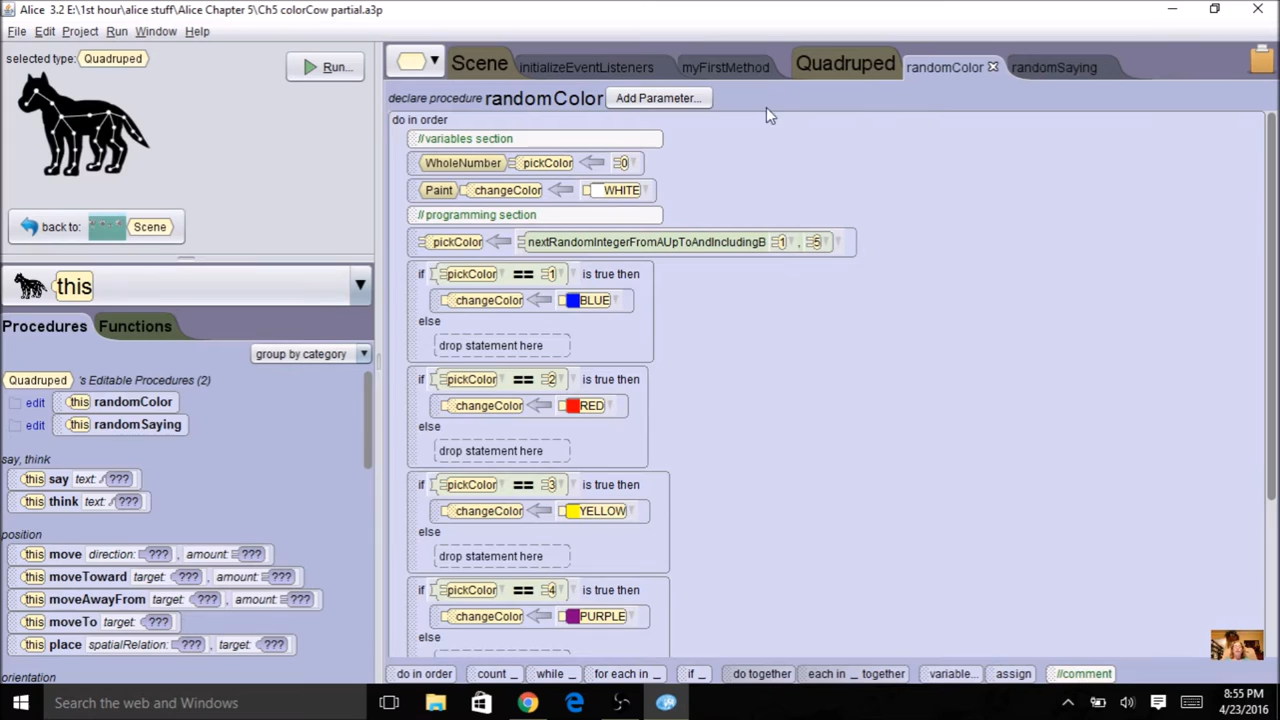 Alice 3.2 E:\1st hour\alice stuff\Alice Chapter 5\Ch5 colorCow partial.a3p
File Edit Project Run Window Help
selected type: Quadruped
Run...
back to: Scene
this
Procedures Functions
group by category
Quadruped 's Editable Procedures (2)
edit this randomColor
edit this randomSaying
say, think
this say text: ???
this think text: ???
position
this move direction: ??? , amount: ???
this moveToward target: ??? , amount: ???
this moveAwayFrom target: ??? , amount: ???
this moveTo target: ???
this place spatialRelation: ??? , target: ???
orientation
Scene initializeEventListeners myFirstMethod Quadruped randomColor randomSaying
declare procedure randomColor Add Parameter...
do in order
//variables section
WholeNumber pickColor 0
Paint changeColor WHITE
//programming section
pickColor nextRandomIntegerFromAUpToAndIncludingB 1 , 5
if pickColor == 1 is true then
changeColor BLUE
else
drop statement here
if pickColor == 2 is true then
changeColor RED
else
drop statement here
if pickColor == 3 is true then
changeColor YELLOW
else
drop statement here
if pickColor == 4 is true then
changeColor PURPLE
else
do in order count _ while _ for each in _ if _ do together each in _ together variable... assign //comment
Search the web and Windows
8:55 PM
4/23/2016